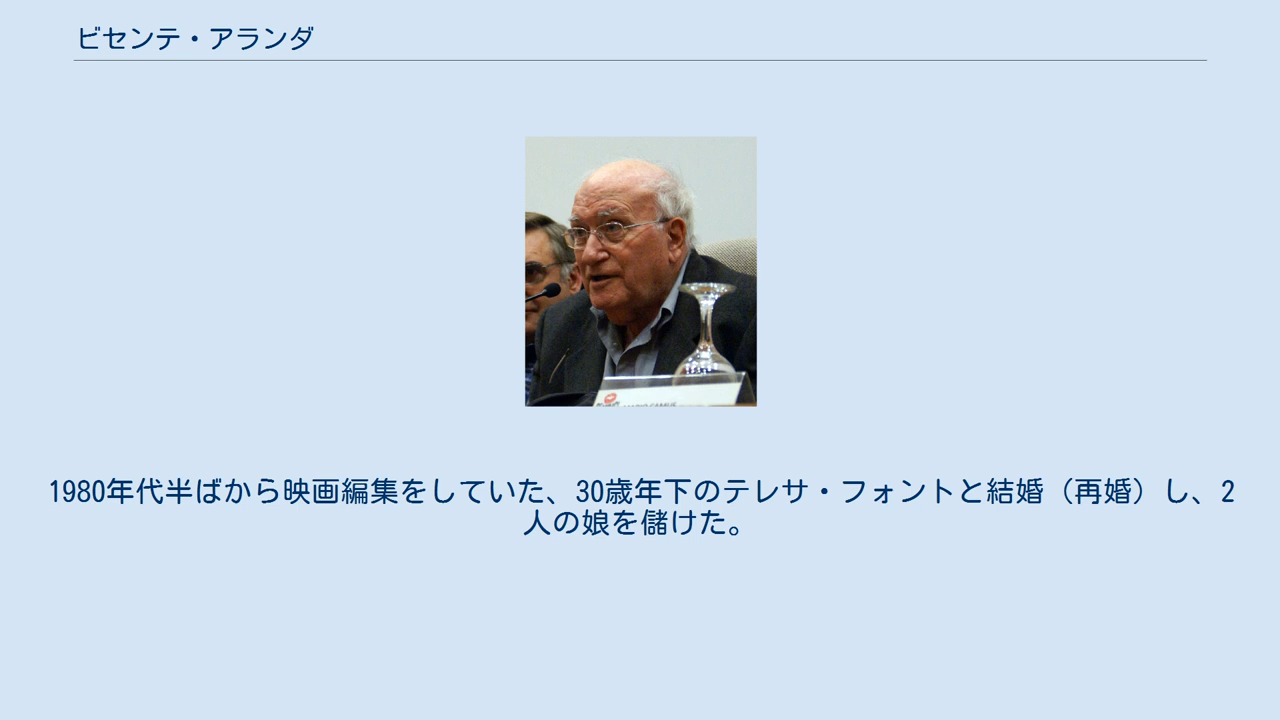 ビセンテ・アランダ
1980年代半ばから映画編集をしていた、30歳年下のテレサ・フォントと結婚（再婚）し、2
人の娘を儲けた。